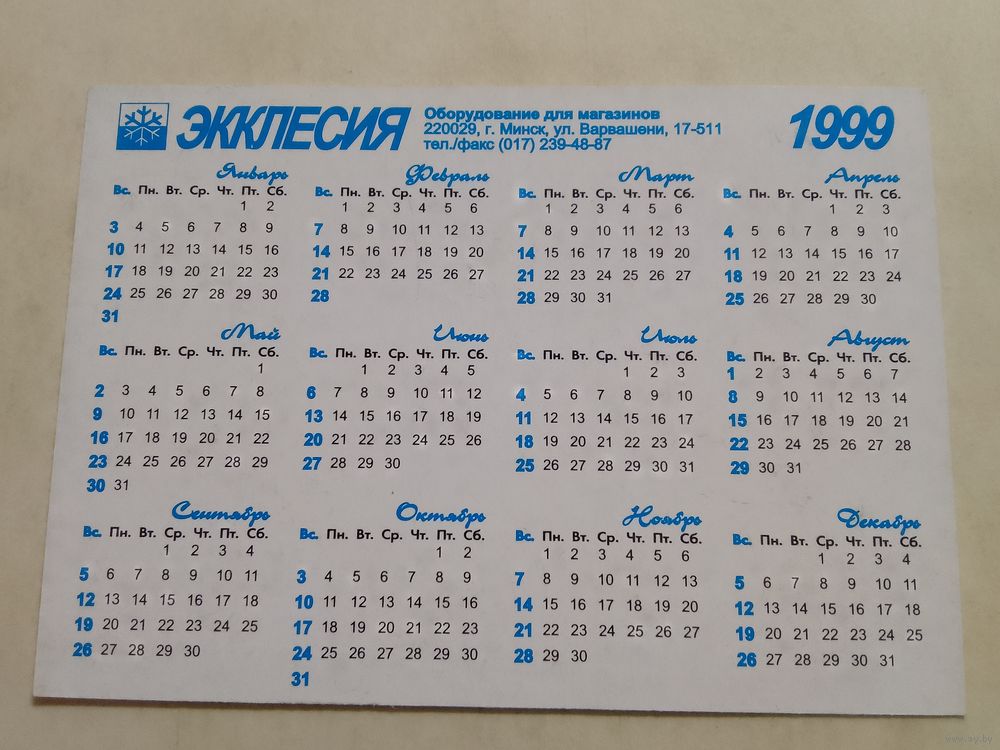 ЭККЛЕСИЯ
Оборудование для магазинов
220029, г. Минск, ул. Варвашени, 17-511
тел./факс (017) 239-48-87
1999
Январь
Вс. Пн. Вт. Ср. Чт. Пт. Сб.
1 2
3 4 5 6 7 8 9
10 11 12 13 14 15 16
17 18 19 20 21 22 23
24 25 26 27 28 29 30
31
Февраль
Вс. Пн. Вт. Ср. Чт. Пт. Сб.
1 2 3 4 5 6
7 8 9 10 11 12 13
14 15 16 17 18 19 20
21 22 23 24 25 26 27
28
Март
Вс. Пн. Вт. Ср. Чт. Пт. Сб.
1 2 3 4 5 6
7 8 9 10 11 12 13
14 15 16 17 18 19 20
21 22 23 24 25 26 27
28 29 30 31
Апрель
Вс. Пн. Вт. Ср. Чт. Пт. Сб.
1 2 3
4 5 6 7 8 9 10
11 12 13 14 15 16 17
18 19 20 21 22 23 24
25 26 27 28 29 30
Май
Вс. Пн. Вт. Ср. Чт. Пт. Сб.
1
2 3 4 5 6 7 8
9 10 11 12 13 14 15
16 17 18 19 20 21 22
23 24 25 26 27 28 29
30 31
Июнь
Вс. Пн. Вт. Ср. Чт. Пт. Сб.
1 2 3 4 5
6 7 8 9 10 11 12
13 14 15 16 17 18 19
20 21 22 23 24 25 26
27 28 29 30
Июль
Вс. Пн. Вт. Ср. Чт. Пт. Сб.
1 2 3
4 5 6 7 8 9 10
11 12 13 14 15 16 17
18 19 20 21 22 23 24
25 26 27 28 29 30 31
Август
Вс. Пн. Вт. Ср. Чт. Пт. Сб.
1 2 3 4 5 6 7
8 9 10 11 12 13 14
15 16 17 18 19 20 21
22 23 24 25 26 27 28
29 30 31
Сентябрь
Вс. Пн. Вт. Ср. Чт. Пт. Сб.
1 2 3 4
5 6 7 8 9 10 11
12 13 14 15 16 17 18
19 20 21 22 23 24 25
26 27 28 29 30
Октябрь
Вс. Пн. Вт. Ср. Чт. Пт. Сб.
1 2
3 4 5 6 7 8 9
10 11 12 13 14 15 16
17 18 19 20 21 22 23
24 25 26 27 28 29 30
31
Ноябрь
Вс. Пн. Вт. Ср. Чт. Пт. Сб.
1 2 3 4 5 6
7 8 9 10 11 12 13
14 15 16 17 18 19 20
21 22 23 24 25 26 27
28 29 30
Декабрь
Вс. Пн. Вт. Ср. Чт. Пт. Сб.
1 2 3 4
5 6 7 8 9 10 11
12 13 14 15 16 17 18
19 20 21 22 23 24 25
26 27 28 29 30 31
www.ay.by